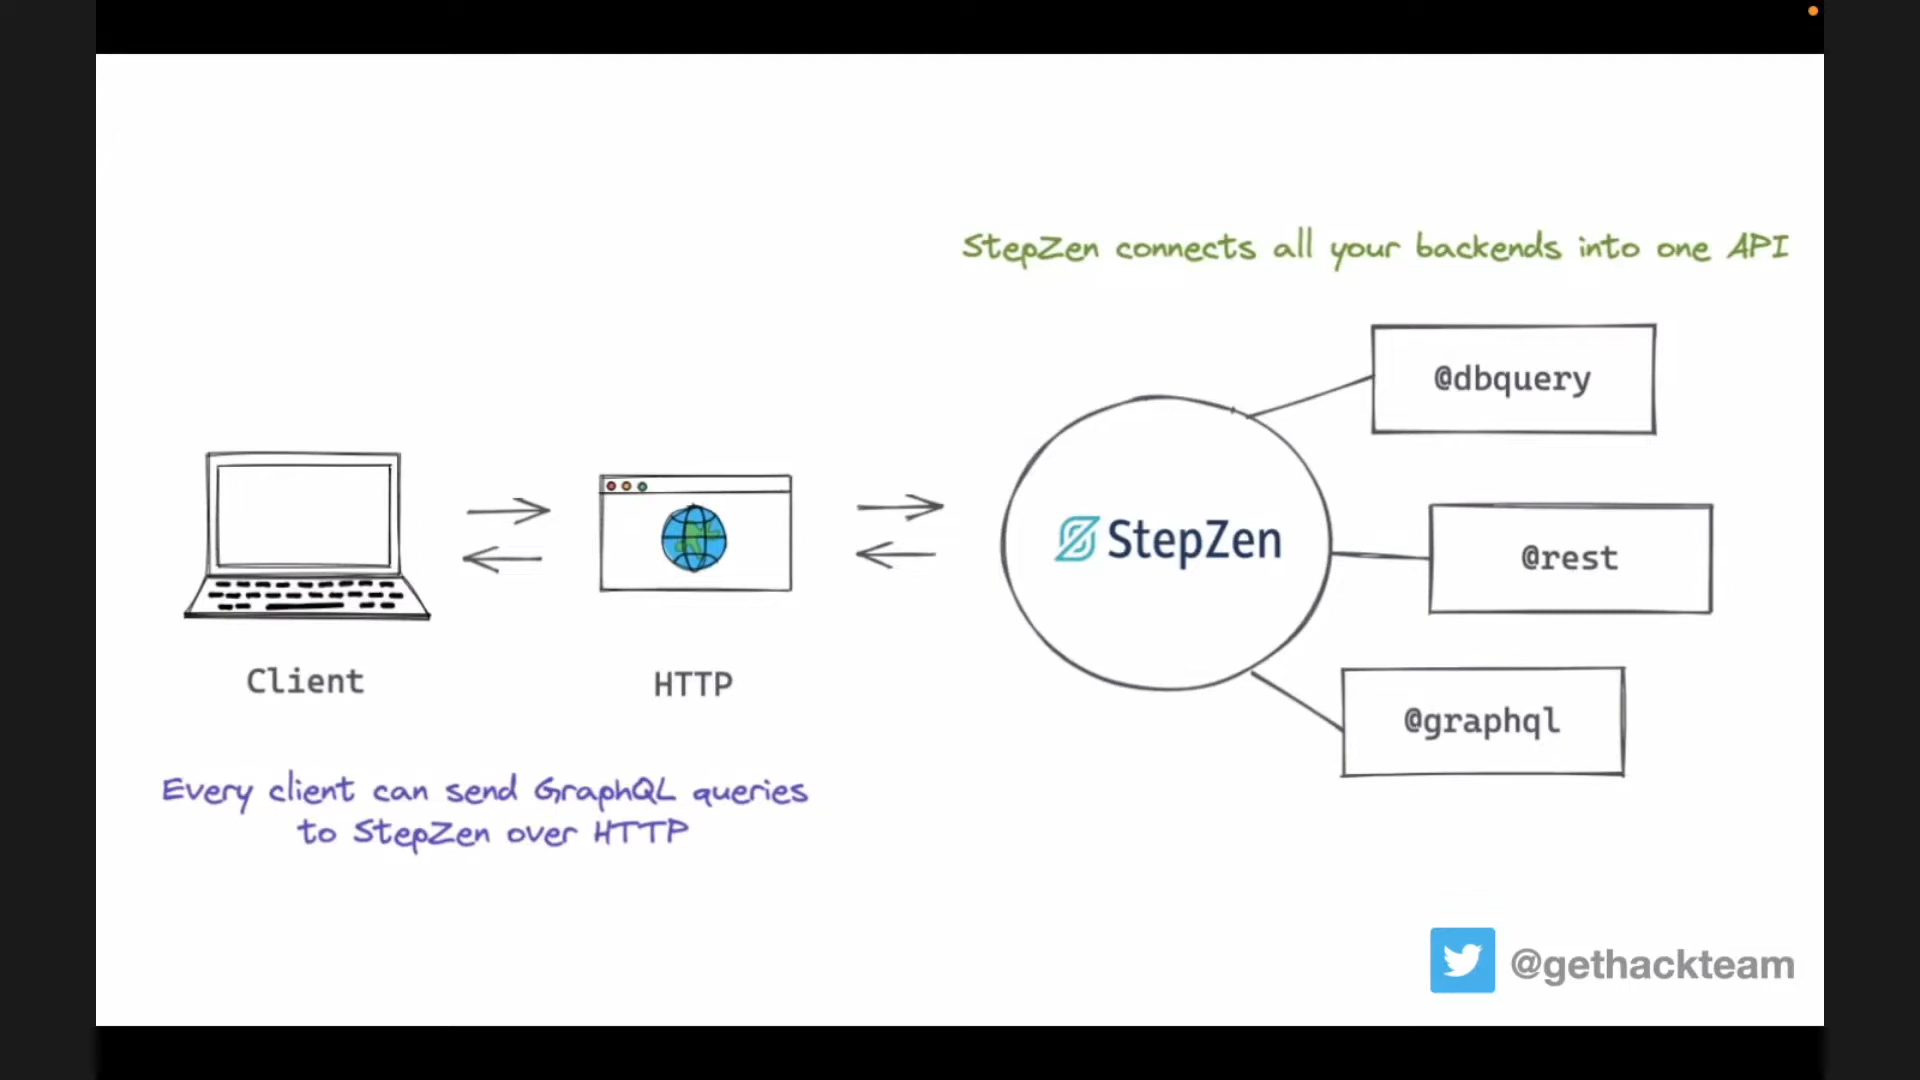 StepZen connects all your backends into one API
@dbquery
StepZen
@rest
@graphql
Client
HTTP
Every client can send GraphQL queries
to StepZen over HTTP
@gethackteam